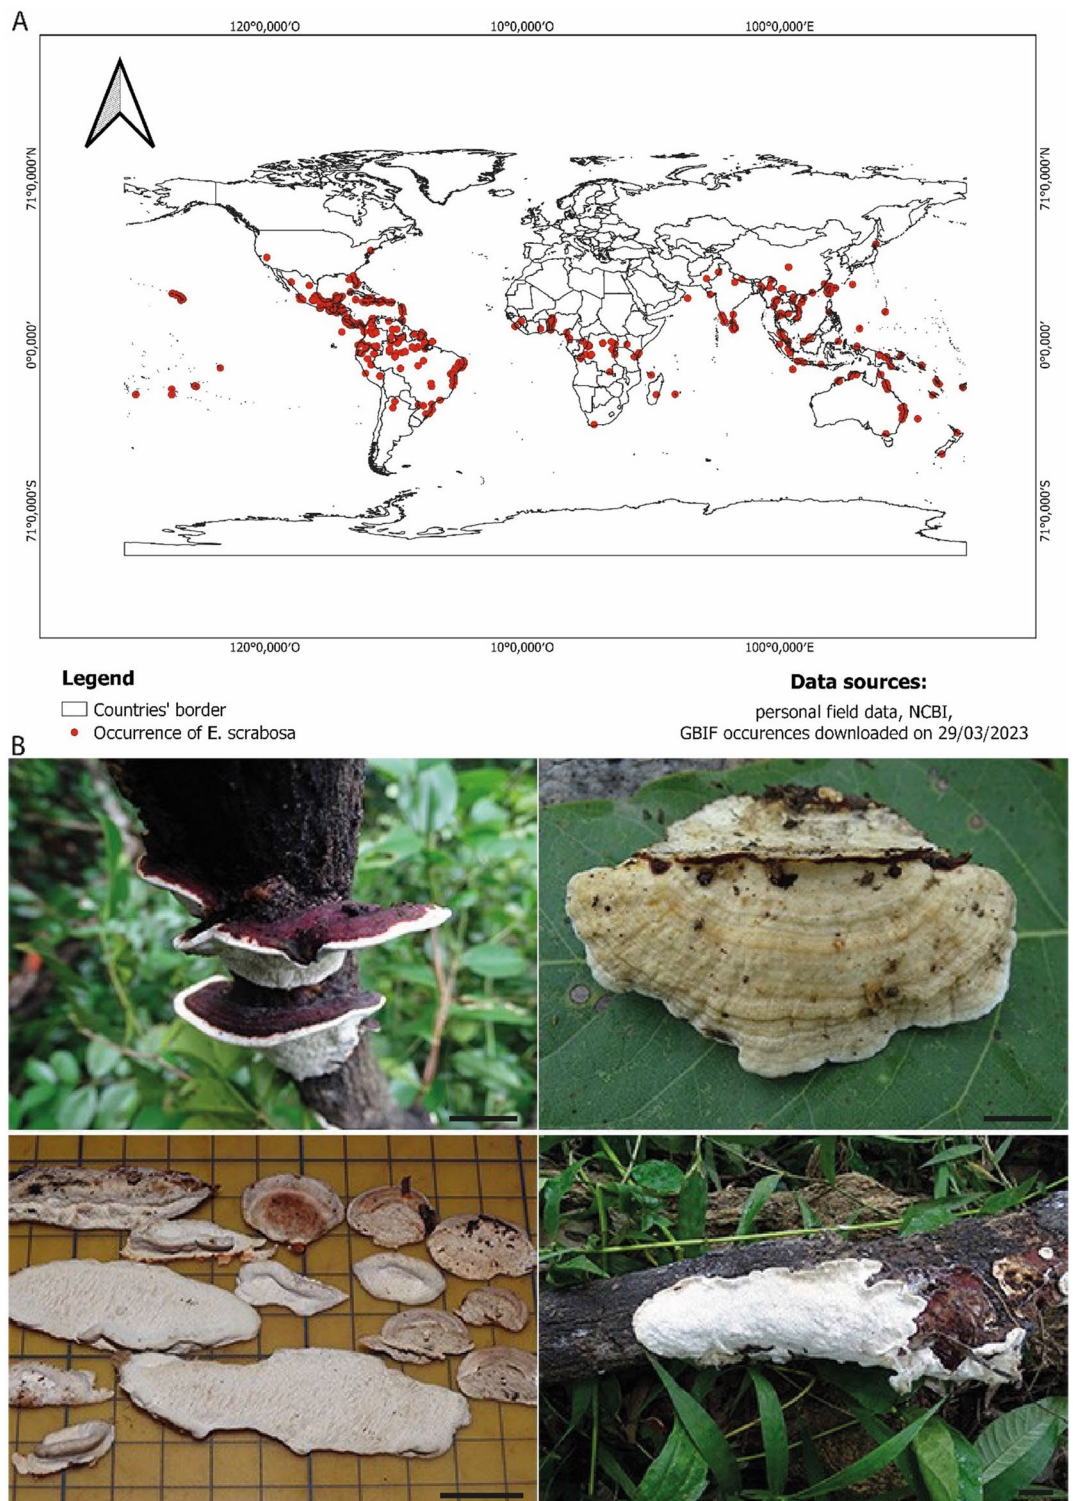 A
120°0,000′O 10°0,000′O 100°0,000′E
71°0,000′N 71°0,000′N
0°0,000′ 0°0,000′
71°0,000′S 71°0,000′S
120°0,000′O 10°0,000′O 100°0,000′E
Legend
Countries' border
Occurrence of E. scrabosa
Data sources:
personal field data, NCBI,
GBIF occurences downloaded on 29/03/2023
B